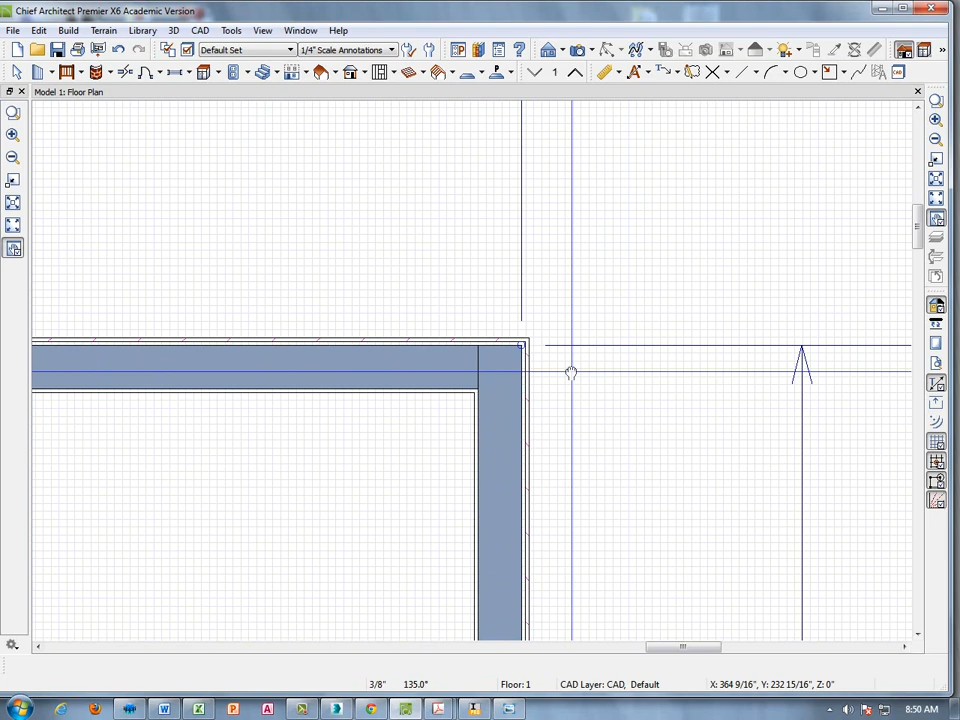 Chief Architect Premier X6 Academic Version
File Edit Build Terrain Library 3D CAD Tools View Window Help
Default Set 1/4" Scale Annotations
1
Model 1: Floor Plan
3/8" 135.0° Floor: 1 CAD Layer: CAD, Default X: 364 9/16", Y: 232 15/16", Z: 0"
8:50 AM